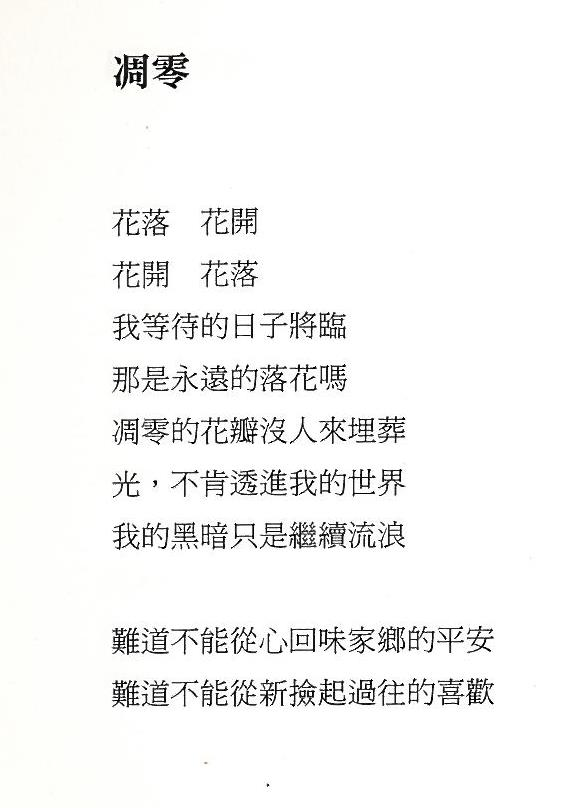 凋零
花落　花開
花開　花落
我等待的日子將臨
那是永遠的落花嗎
凋零的花瓣沒人來埋葬
光，不肯透進我的世界
我的黑暗只是繼續流浪
難道不能從心回味家鄉的平安
難道不能從新撿起過往的喜歡